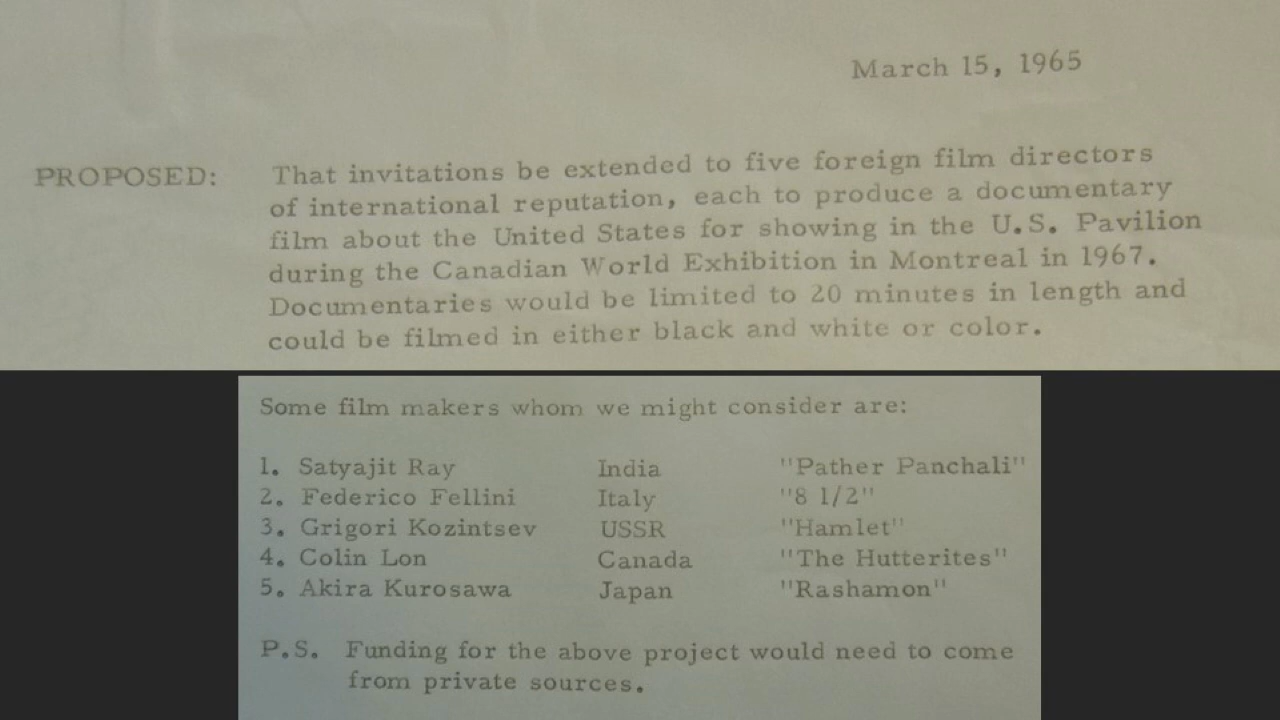 March 15, 1965
PROPOSED: That invitations be extended to five foreign film directors
of international reputation, each to produce a documentary
film about the United States for showing in the U.S. Pavilion
during the Canadian World Exhibition in Montreal in 1967.
Documentaries would be limited to 20 minutes in length and
could be filmed in either black and white or color.
Some film makers whom we might consider are:
1. Satyajit Ray India "Pather Panchali"
2. Federico Fellini Italy "8 1/2"
3. Grigori Kozintsev USSR "Hamlet"
4. Colin Lon Canada "The Hutterites"
5. Akira Kurosawa Japan "Rashamon"
P.S. Funding for the above project would need to come
from private sources.